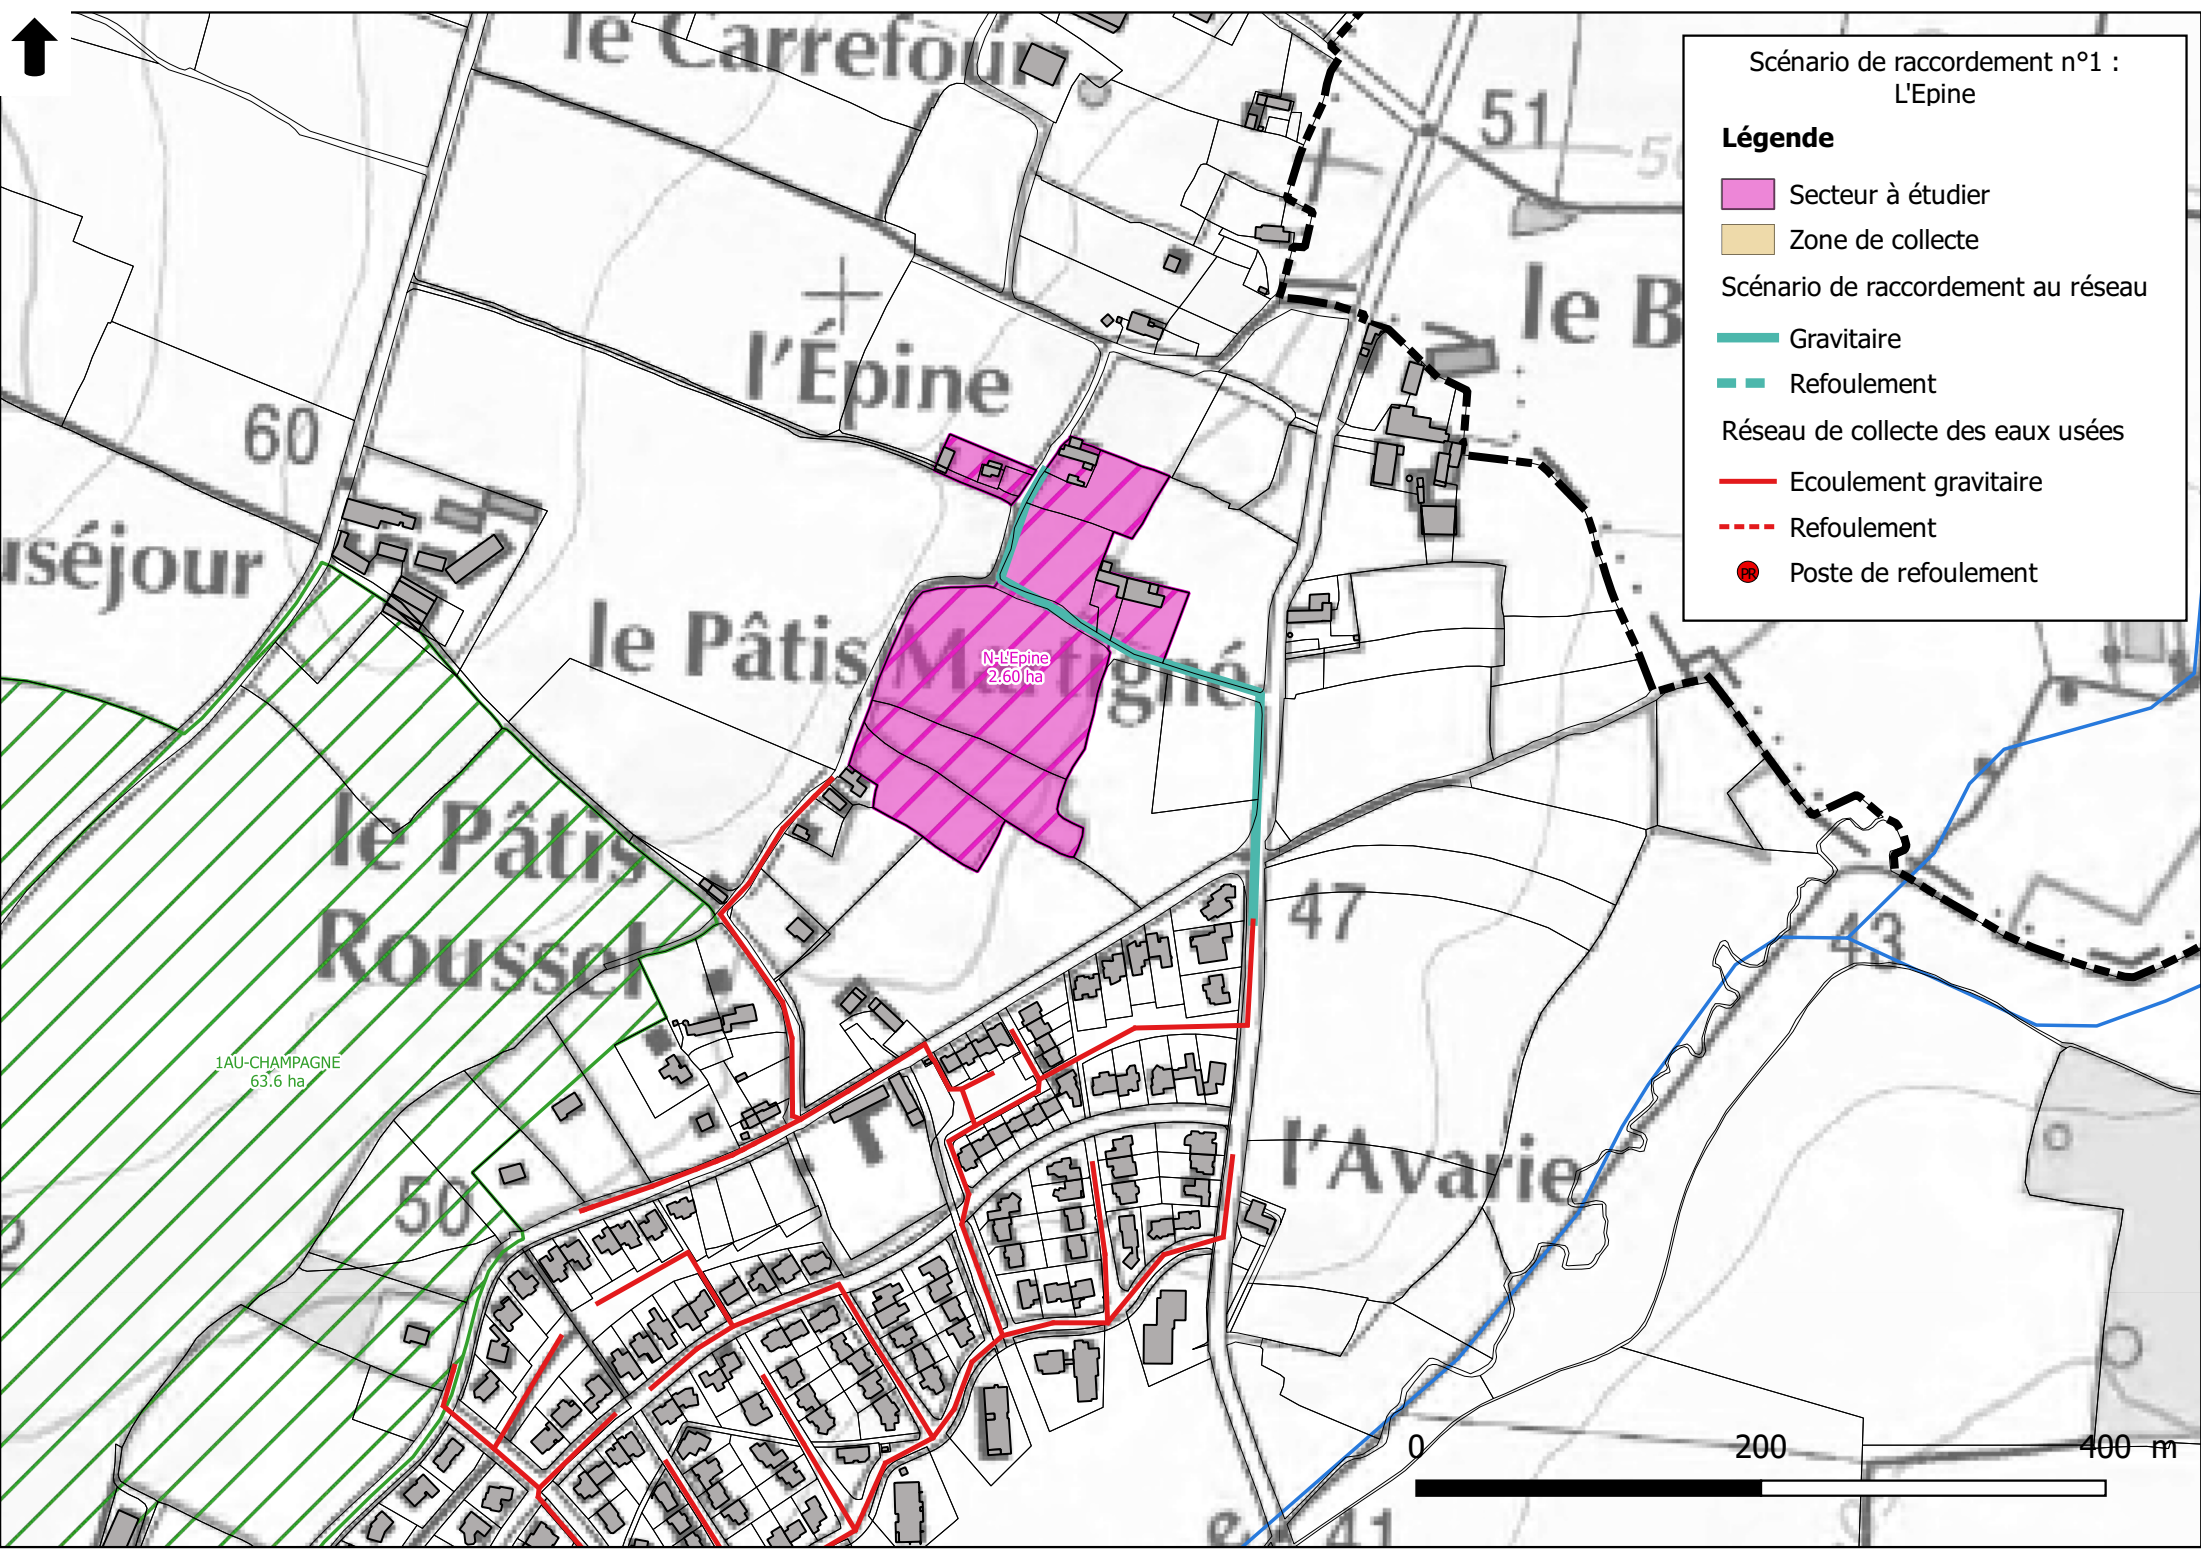 le Carrefour
51
Scénario de raccordement n°1 :
L'Epine
Légende
Secteur à étudier
Zone de collecte
Scénario de raccordement au réseau
Gravitaire
Refoulement
Réseau de collecte des eaux usées
Ecoulement gravitaire
Refoulement
PR Poste de refoulement
le B
l'Épine
60
uséjour
le Pâtis Martigné
N-L'Epine
2.60 ha
le Pâtis
Roussel
47
43
1AU-CHAMPAGNE
63.6 ha
l'Avarie
50
2
0 200 400 m
e
41